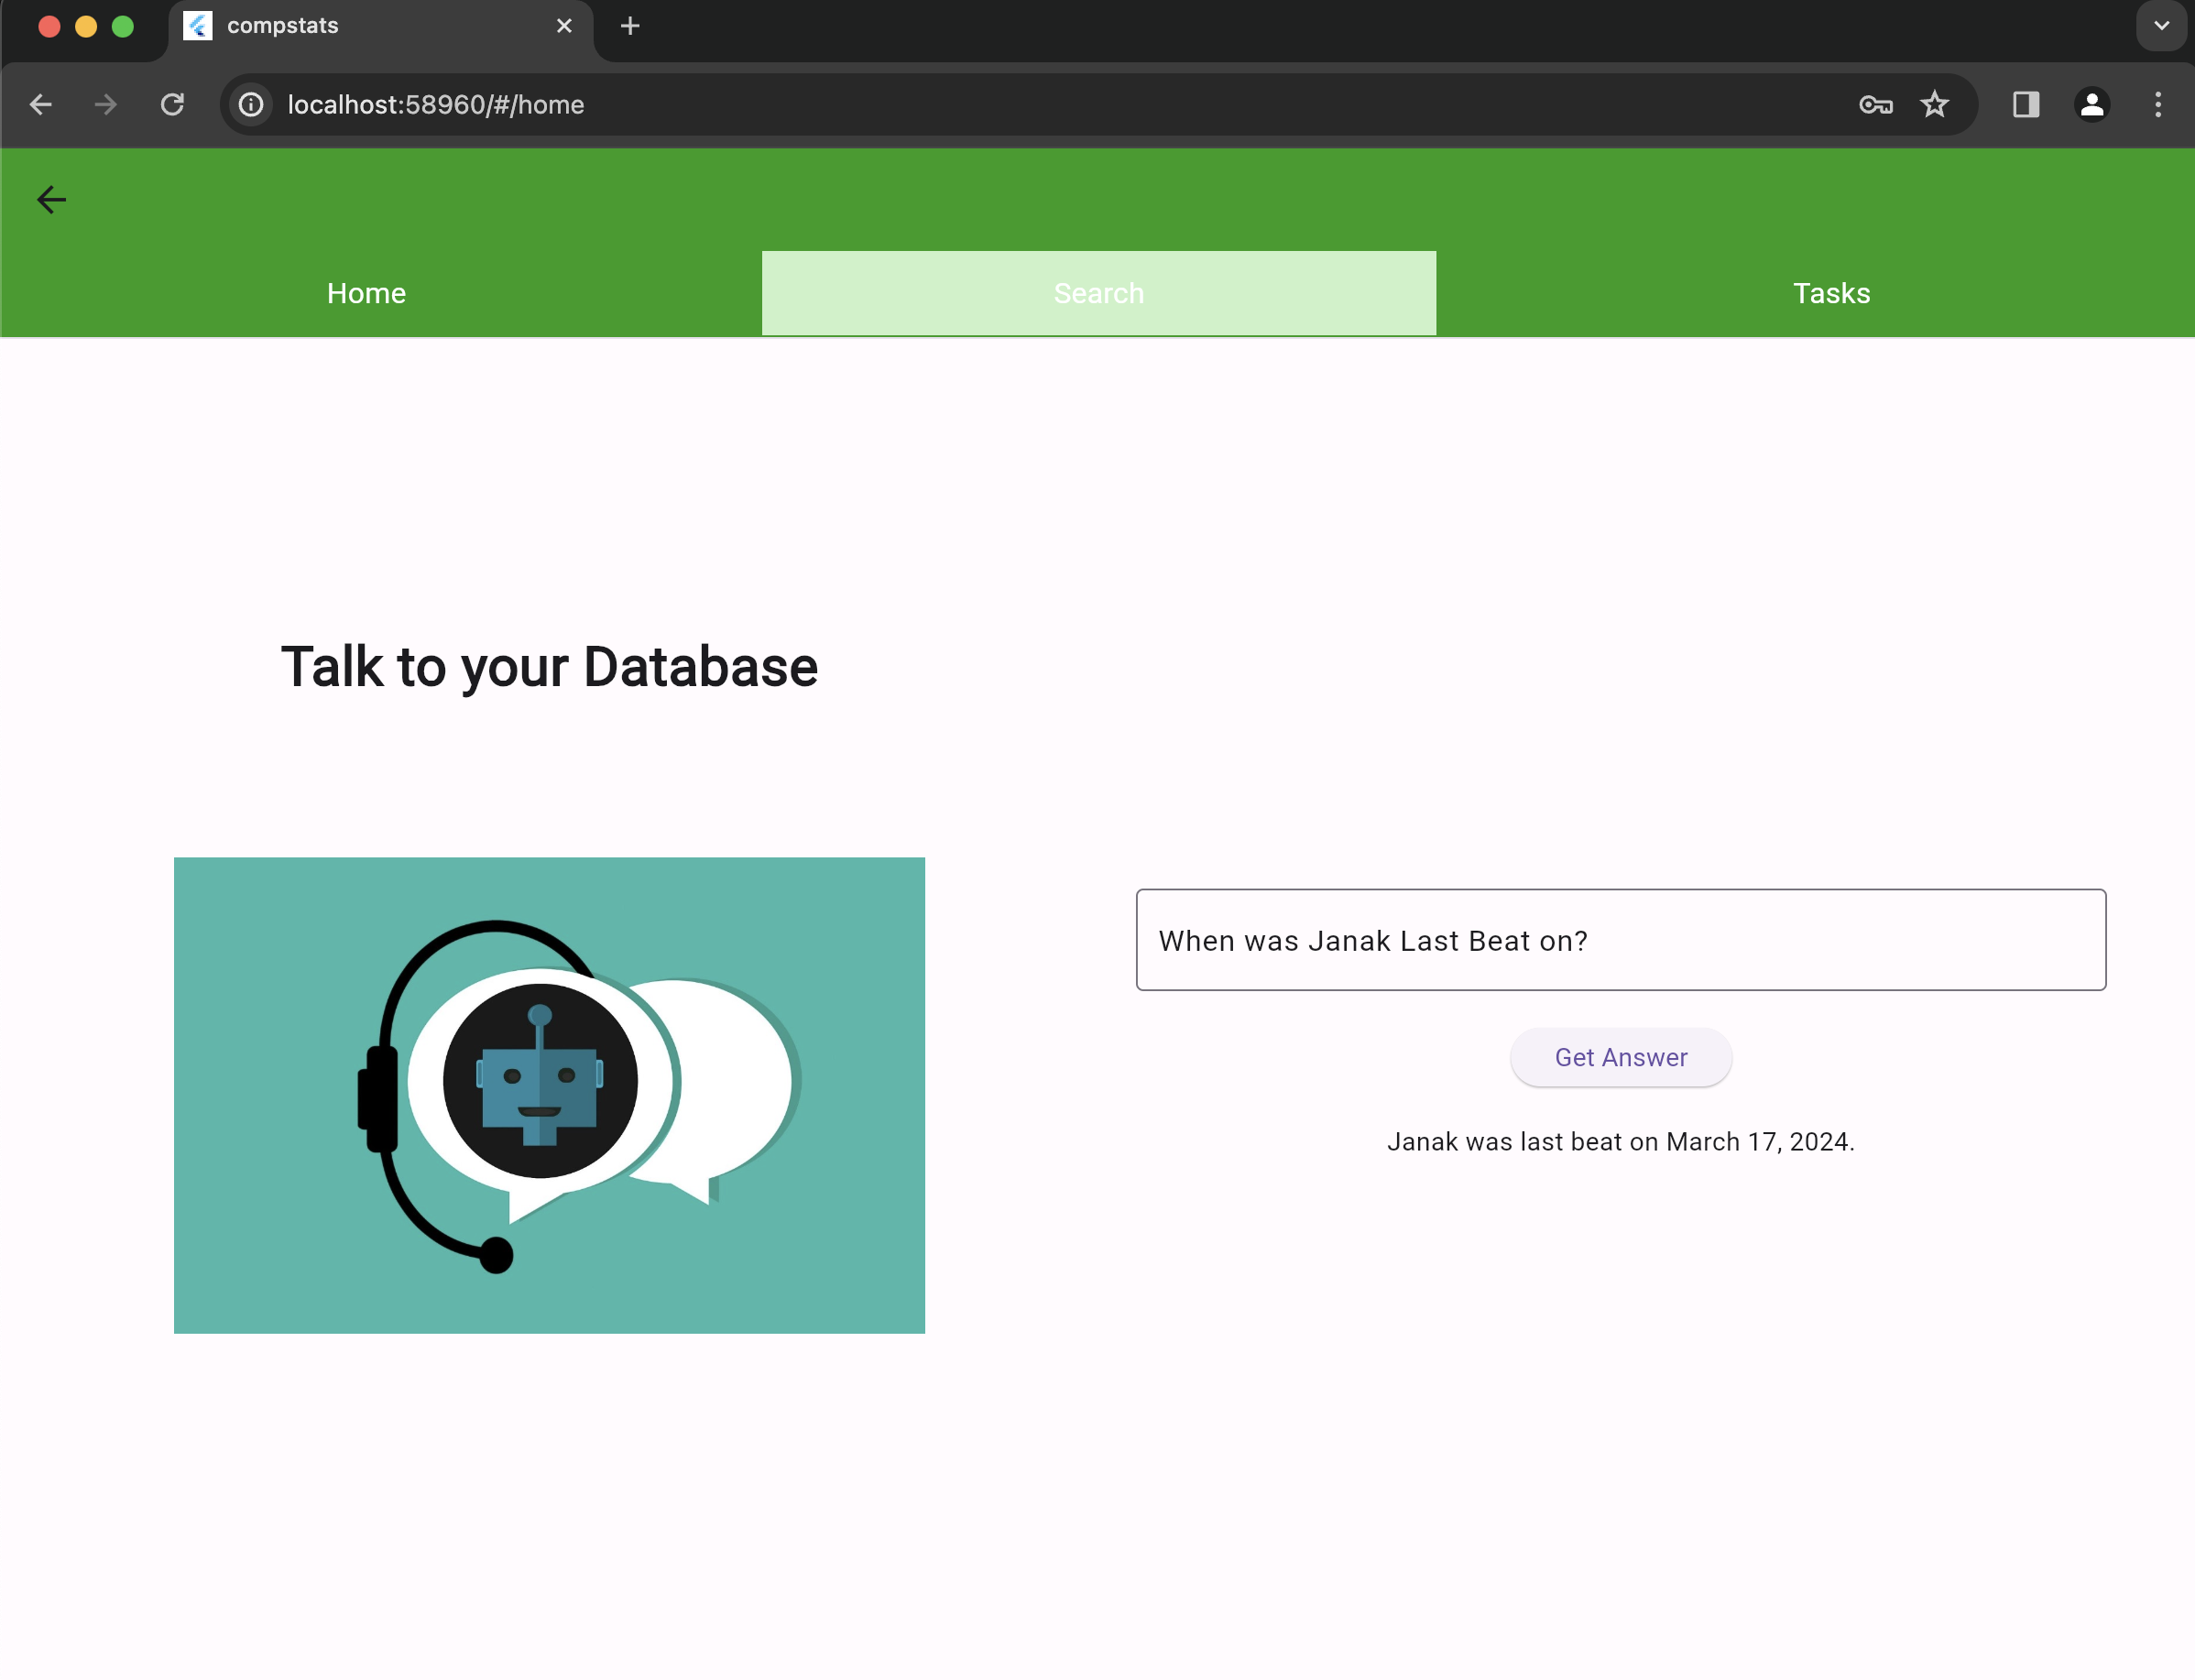 compstats
localhost:58960/#/home
Home Search Tasks
Talk to your Database
When was Janak Last Beat on?
Get Answer
Janak was last beat on March 17, 2024.